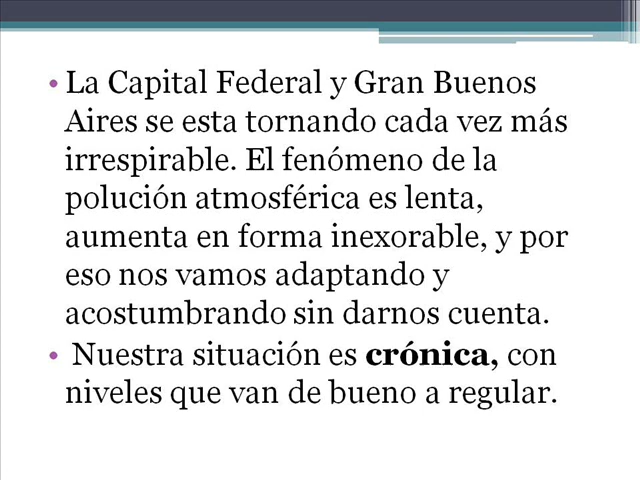 • La Capital Federal y Gran Buenos
Aires se esta tornando cada vez más
irrespirable. El fenómeno de la
polución atmosférica es lenta,
aumenta en forma inexorable, y por
eso nos vamos adaptando y
acostumbrando sin darnos cuenta.
• Nuestra situación es crónica, con
niveles que van de bueno a regular.